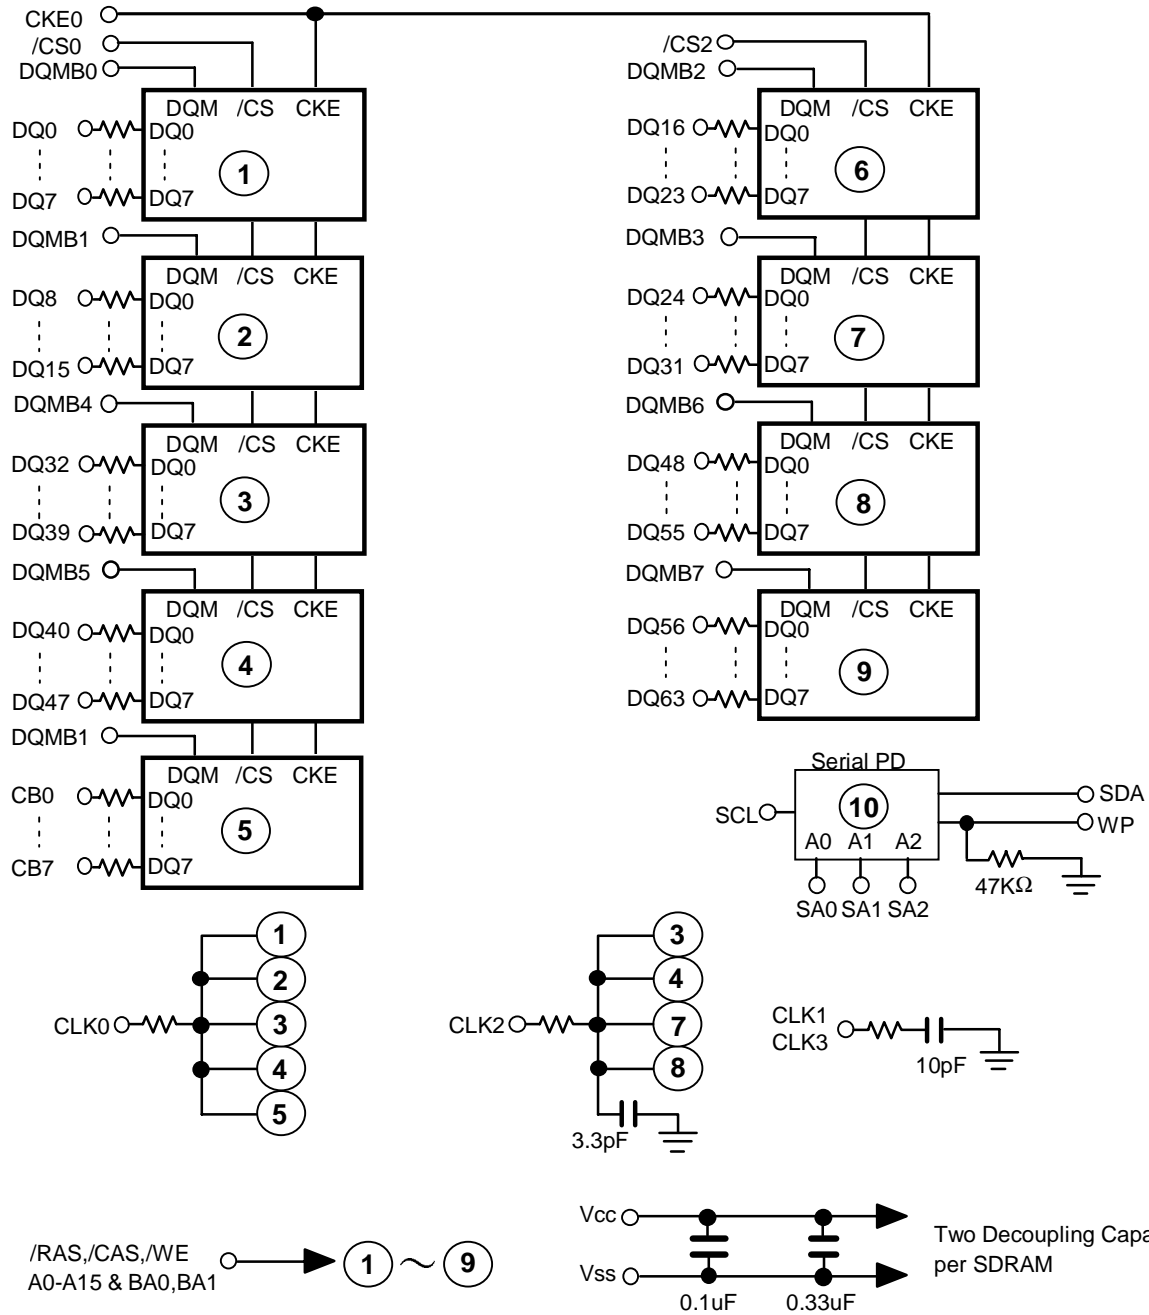 CKE0
/CS0
DQMB0
DQM /CS CKE
DQ0 DQ0
1
DQ7 DQ7
DQMB1
DQM /CS CKE
DQ8 DQ0
2
DQ15 DQ7
DQMB4
DQM /CS CKE
DQ32 DQ0
3
DQ39 DQ7
DQMB5
DQM /CS CKE
DQ40 DQ0
4
DQ47 DQ7
DQMB1
DQM /CS CKE
CB0 DQ0
5
CB7 DQ7
/CS2
DQMB2
DQM /CS CKE
DQ16 DQ0
6
DQ23 DQ7
DQMB3
DQM /CS CKE
DQ24 DQ0
7
DQ31 DQ7
DQMB6
DQM /CS CKE
DQ48 DQ0
8
DQ55 DQ7
DQMB7
DQM /CS CKE
DQ56 DQ0
9
DQ63 DQ7
Serial PD
SCL 10 SDA
WP
A0 A1 A2
47KΩ
SA0 SA1 SA2
CLK0
1
2
3
4
5
CLK2
3
4
7
8
3.3pF
CLK1
CLK3
10pF
/RAS,/CAS,/WE
A0-A15 & BA0,BA1
1 ~ 9
Vcc
Vss
0.1uF 0.33uF
Two Decoupling Capa
per SDRAM